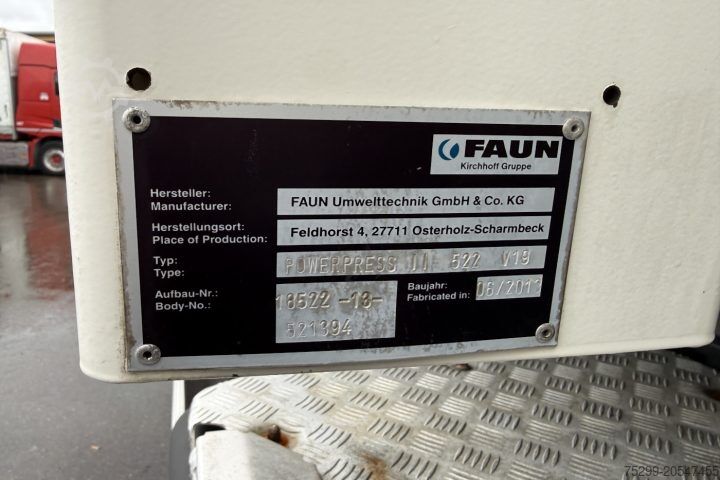 FAUN
Kirchhoff Gruppe
Hersteller:
Manufacturer:
FAUN Umwelttechnik GmbH & Co. KG
Herstellungsort:
Place of Production:
Feldhorst 4, 27711 Osterholz-Scharmbeck
Typ:
Type:
POWERPRESS II 522 V19
Aufbau-Nr.:
Body-No.:
18522 -13-
521394
Baujahr:
Fabricated in:
06/2013
75299-20547455